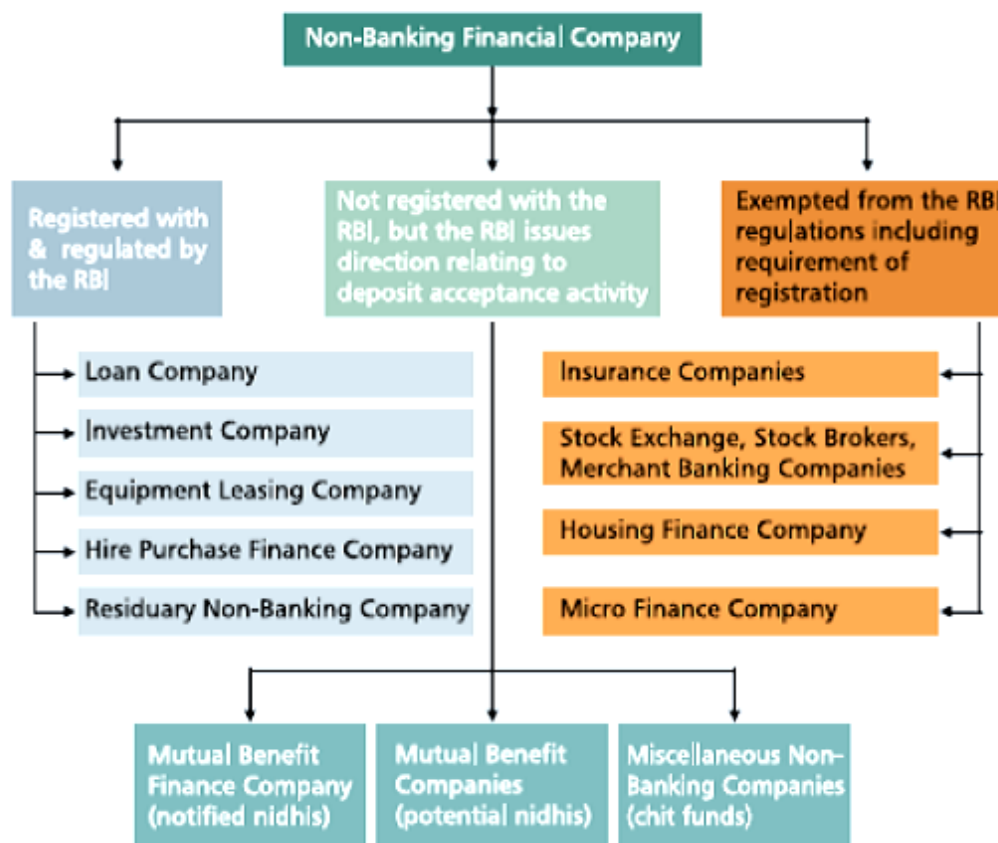 Non-Banking Financial Company
Registered with
& regulated by
the RBI
Not registered with the
RBI, but the RBI issues
direction relating to
deposit acceptance activity
Exempted from the RBI
regulations including
requirement of
registration
Loan Company
Investment Company
Equipment Leasing Company
Hire Purchase Finance Company
Residuary Non-Banking Company
Insurance Companies
Stock Exchange, Stock Brokers,
Merchant Banking Companies
Housing Finance Company
Micro Finance Company
Mutual Benefit
Finance Company
(notified nidhis)
Mutual Benefit
Companies
(potential nidhis)
Miscellaneous Non-
Banking Companies
(chit funds)